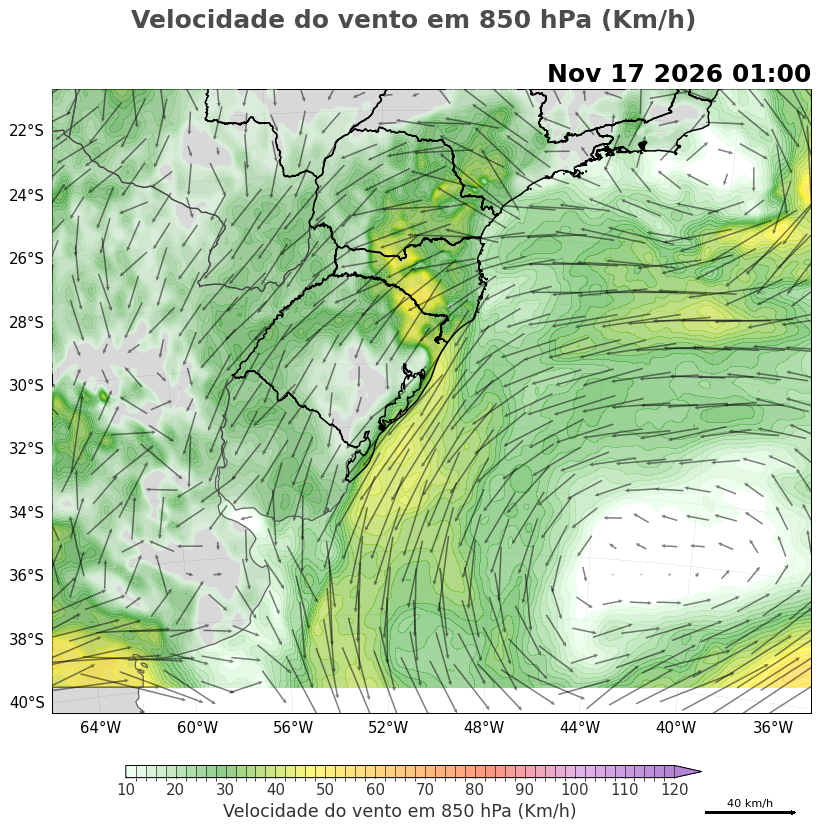 Velocidade do vento em 850 hPa (Km/h)
Nov 17 2026 01:00
22°S
24°S
26°S
28°S
30°S
32°S
34°S
36°S
38°S
40°S
64°W 60°W 56°W 52°W 48°W 44°W 40°W 36°W
10 20 30 40 50 60 70 80 90 100 110 120
Velocidade do vento em 850 hPa (Km/h)
40 km/h